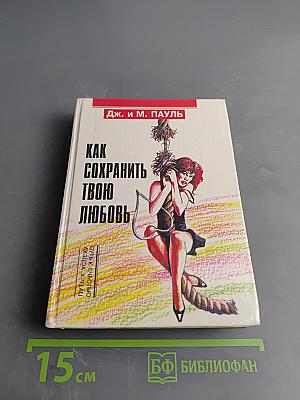 Дж. и М. ПАУЛЬ
КАК
СОХРАНИТЬ
ТВОЮ
ЛЮБОВЬ
15 см
БФ БИБЛИОФАН